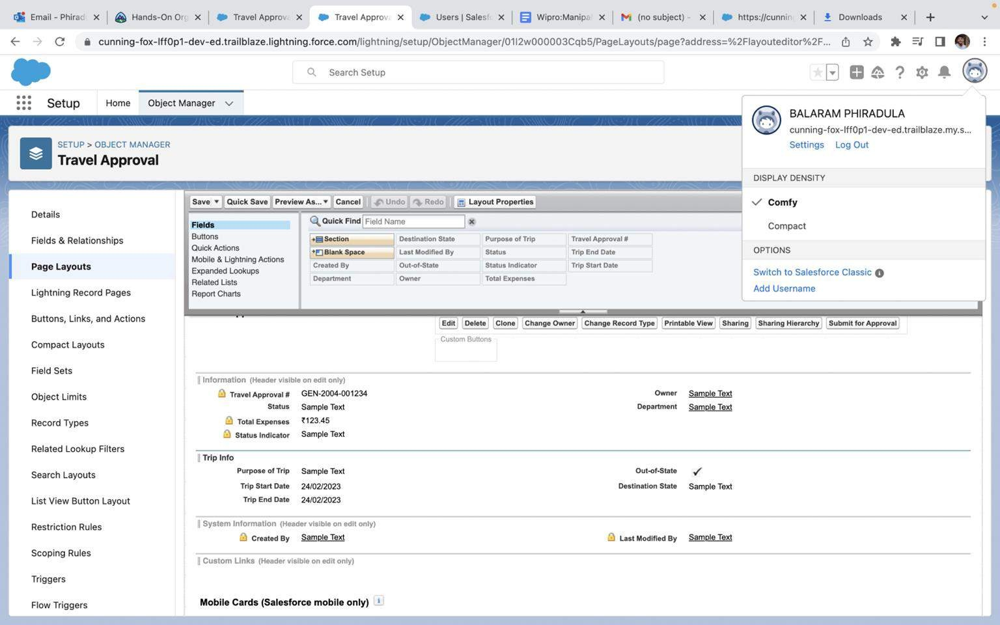 Email - Phirad
Hands-On Org
Travel Approva
Travel Approva
Users | Salesf
Wipro:Manipal
(no subject) -
https://cunning
Downloads
cunning-fox-lff0p1-dev-ed.trailblaze.lightning.force.com/lightning/setup/ObjectManager/01I2w000003Cqb5/PageLayouts/page?address=%2Flayouteditor%2F...
Search Setup
Setup
Home
Object Manager
SETUP > OBJECT MANAGER
Travel Approval
BALARAM PHIRADULA
cunning-fox-lff0p1-dev-ed.trailblaze.my.s...
Settings Log Out
DISPLAY DENSITY
Comfy
Compact
OPTIONS
Switch to Salesforce Classic
Add Username
Details
Fields & Relationships
Page Layouts
Lightning Record Pages
Buttons, Links, and Actions
Compact Layouts
Field Sets
Object Limits
Record Types
Related Lookup Filters
Search Layouts
List View Button Layout
Restriction Rules
Scoping Rules
Triggers
Flow Triggers
Save Quick Save Preview As... Cancel Undo Redo Layout Properties
Fields
Buttons
Quick Actions
Mobile & Lightning Actions
Expanded Lookups
Related Lists
Report Charts
Quick Find Field Name
Section Destination State Purpose of Trip Travel Approval #
Blank Space Last Modified By Status Trip End Date
Created By Out-of-State Status Indicator Trip Start Date
Department Owner Total Expenses
Edit Delete Clone Change Owner Change Record Type Printable View Sharing Sharing Hierarchy Submit for Approval
Custom Buttons
Information (Header visible on edit only)
Travel Approval # GEN-2004-001234 Owner Sample Text
Status Sample Text Department Sample Text
Total Expenses ₹123.45
Status Indicator Sample Text
Trip Info
Purpose of Trip Sample Text Out-of-State ✓
Trip Start Date 24/02/2023 Destination State Sample Text
Trip End Date 24/02/2023
System Information (Header visible on edit only)
Created By Sample Text Last Modified By Sample Text
Custom Links (Header visible on edit only)
Mobile Cards (Salesforce mobile only)